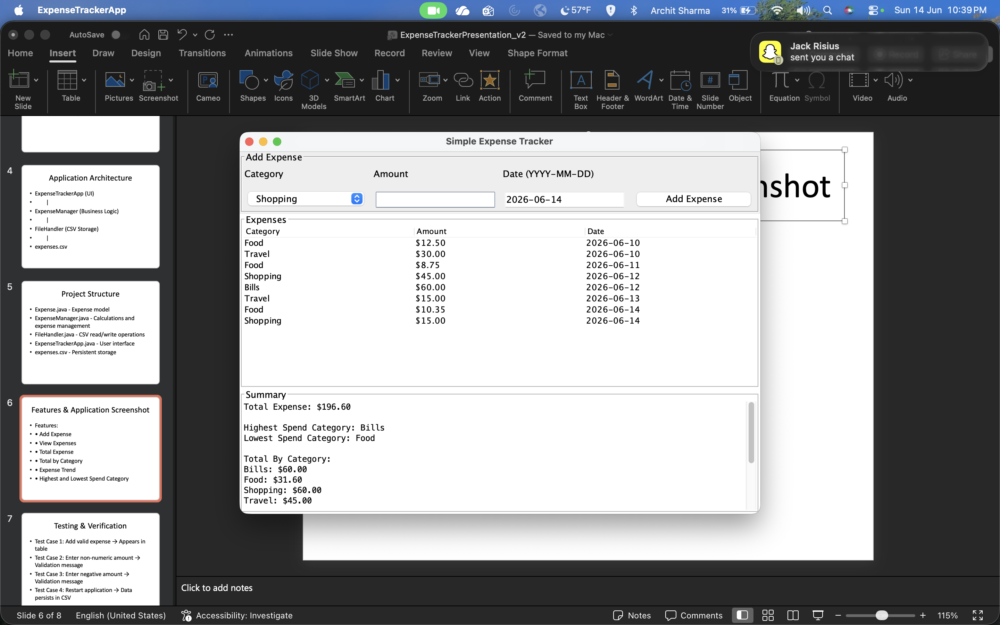 ExpenseTrackerApp
57°F
Archit Sharma
31%
Sun 14 Jun 10:39 PM
AutoSave
ExpenseTrackerPresentation_v2 — Saved to my Mac
Jack Risius
sent you a chat
Home Insert Draw Design Transitions Animations Slide Show Record Review View Shape Format
Record
Share
New
Slide
Table
Pictures
Screenshot
Cameo
Shapes
Icons
3D
Models
SmartArt
Chart
Zoom
Link
Action
Comment
Text
Box
Header &
Footer
WordArt
Date &
Time
Slide
Number
Object
Equation
Symbol
Video
Audio
4
Application Architecture
• ExpenseTrackerApp (UI)
• |
• ExpenseManager (Business Logic)
• |
• FileHandler (CSV Storage)
• |
• expenses.csv
5
Project Structure
• Expense.java - Expense model
• ExpenseManager.java - Calculations and
expense management
• FileHandler.java - CSV read/write operations
• ExpenseTrackerApp.java - User interface
• expenses.csv - Persistent storage
6
Features & Application Screenshot
• Features:
• • Add Expense
• • View Expenses
• • Total Expense
• • Total by Category
• • Expense Trend
• • Highest and Lowest Spend Category
7
Testing & Verification
• Test Case 1: Add valid expense → Appears in
table
• Test Case 2: Enter non-numeric amount →
Validation message
• Test Case 3: Enter negative amount →
Validation message
• Test Case 4: Restart application → Data
persists in CSV
nshot
Simple Expense Tracker
Add Expense
Category Amount Date (YYYY-MM-DD)
Shopping 2026-06-14 Add Expense
Expenses
Category Amount Date
Food $12.50 2026-06-10
Travel $30.00 2026-06-10
Food $8.75 2026-06-11
Shopping $45.00 2026-06-12
Bills $60.00 2026-06-12
Travel $15.00 2026-06-13
Food $10.35 2026-06-14
Shopping $15.00 2026-06-14
Summary
Total Expense: $196.60
Highest Spend Category: Bills
Lowest Spend Category: Food
Total By Category:
Bills: $60.00
Food: $31.60
Shopping: $60.00
Travel: $45.00
Click to add notes
Slide 6 of 8
English (United States)
Accessibility: Investigate
Notes
Comments
115%